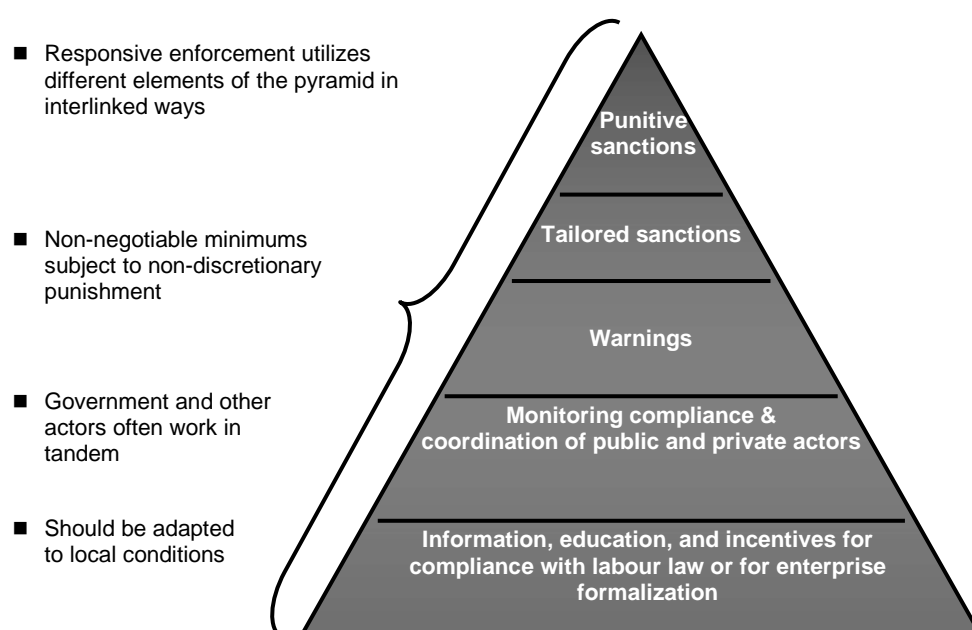 ■ Responsive enforcement utilizes
different elements of the pyramid in
interlinked ways
■ Non-negotiable minimums
subject to non-discretionary
punishment
■ Government and other
actors often work in
tandem
■ Should be adapted
to local conditions
Punitive
sanctions
Tailored sanctions
Warnings
Monitoring compliance &
coordination of public and private actors
Information, education, and incentives for
compliance with labour law or for enterprise
formalization